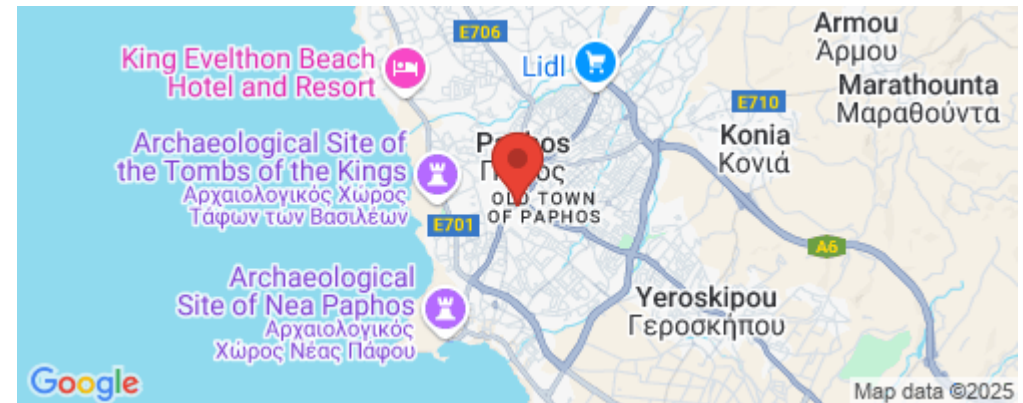 E706
King Evelthon Beach
Hotel and Resort
Lidl
Armou
Άρμου
Marathounta
Μαραθούντα
E710
Konia
Κονιά
Archaeological Site of
the Tombs of the Kings
Αρχαιολογικός Χώρος
Τάφων των Βασιλέων
OLD TOWN
OF PAPHOS
E701
A6
Archaeological
Site of Nea Paphos
Αρχαιολογικός
Χώρος Νέας Πάφου
Yeroskipou
Γεροσκήπου
Google
Map data ©2025